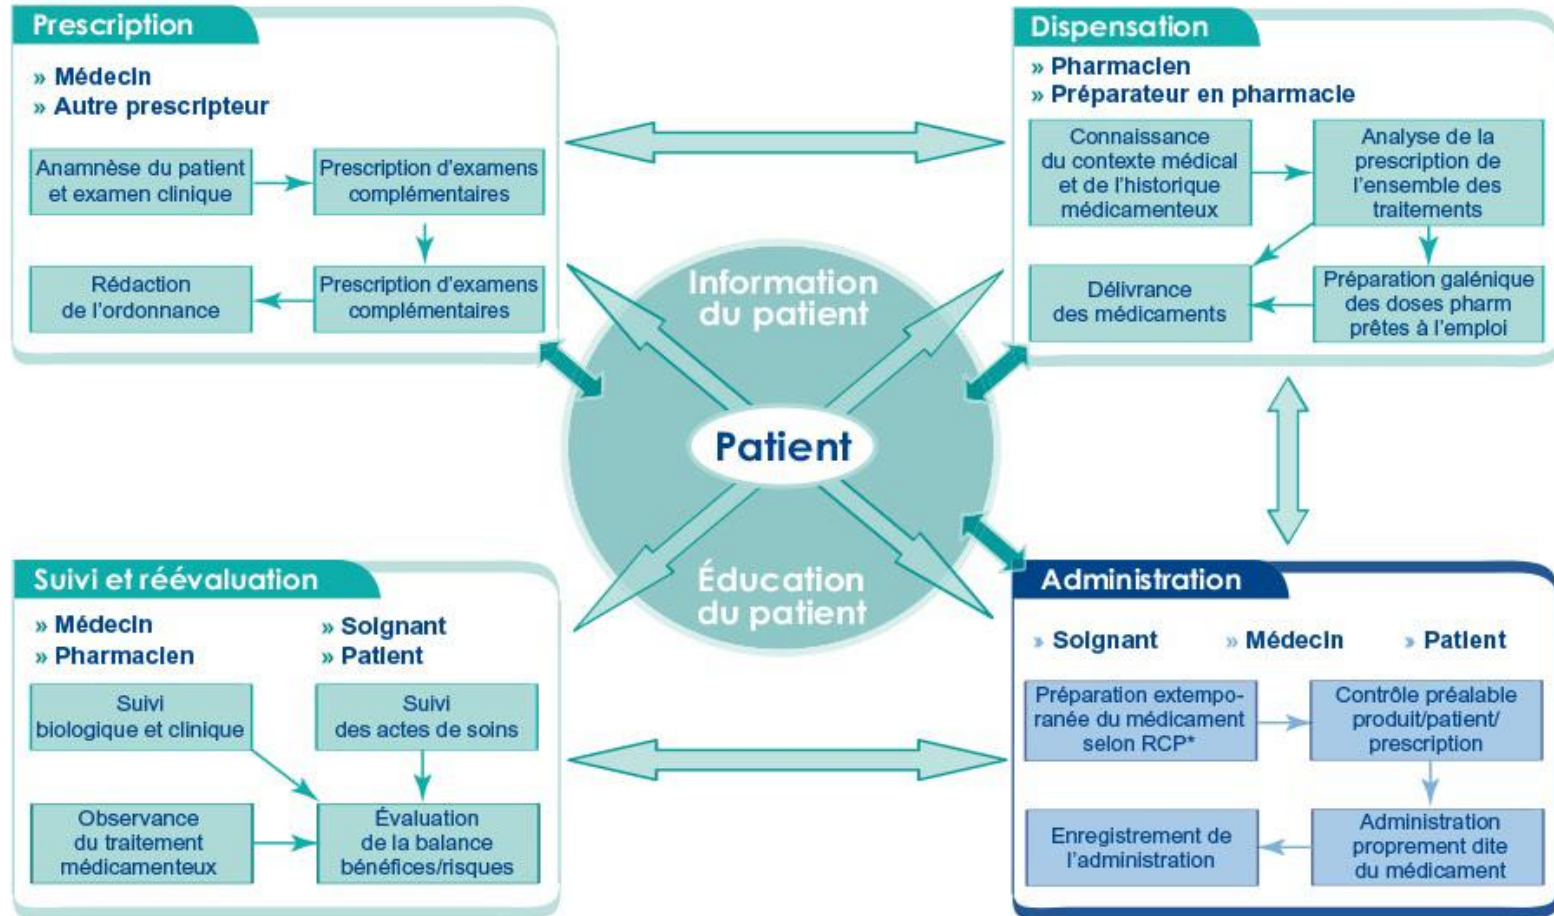 Prescription
» Médecin
» Autre prescripteur
Anamnèse du patient
et examen clinique
Prescription d'examens
complémentaires
Rédaction
de l'ordonnance
Prescription d'examens
complémentaires
Dispensation
» Pharmacien
» Préparateur en pharmacie
Connaissance
du contexte médical
et de l'historique
médicamenteux
Analyse de la
prescription de
l'ensemble des
traitements
Délivrance
des médicaments
Préparation galénique
des doses pharm
prêtes à l'emploi
Information
du patient
Patient
Éducation
du patient
Suivi et réévaluation
» Médecin
» Pharmacien
» Soignant
» Patient
Suivi
biologique et clinique
Suivi
des actes de soins
Observance
du traitement
médicamenteux
Évaluation
de la balance
bénéfices/risques
Administration
» Soignant » Médecin » Patient
Préparation extempo-
ranée du médicament
selon RCP*
Contrôle préalable
produit/patient/
prescription
Enregistrement de
l'administration
Administration
proprement dite
du médicament